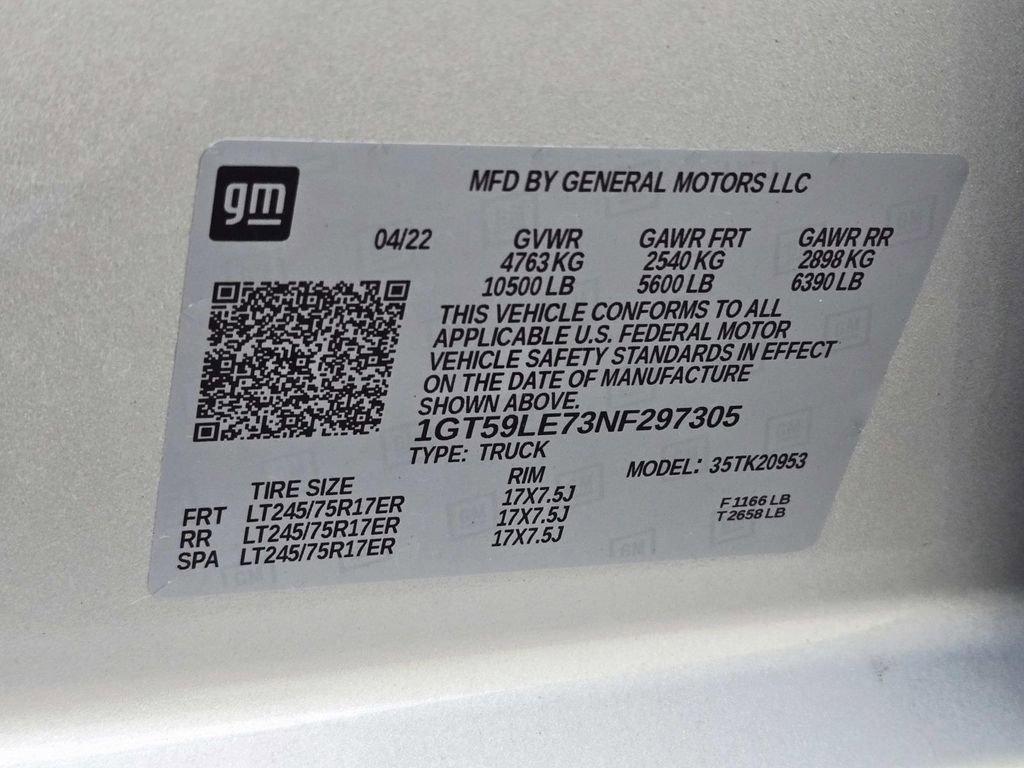 gm
MFD BY GENERAL MOTORS LLC
04/22 GVWR GAWR FRT GAWR RR
4763 KG 2540 KG 2898 KG
10500 LB 5600 LB 6390 LB
THIS VEHICLE CONFORMS TO ALL
APPLICABLE U.S. FEDERAL MOTOR
VEHICLE SAFETY STANDARDS IN EFFECT
ON THE DATE OF MANUFACTURE
SHOWN ABOVE.
1GT59LE73NF297305
TYPE: TRUCK MODEL: 35TK20953
TIRE SIZE RIM
FRT LT245/75R17ER 17X7.5J
RR LT245/75R17ER 17X7.5J
SPA LT245/75R17ER 17X7.5J
F1166 LB
T2658 LB